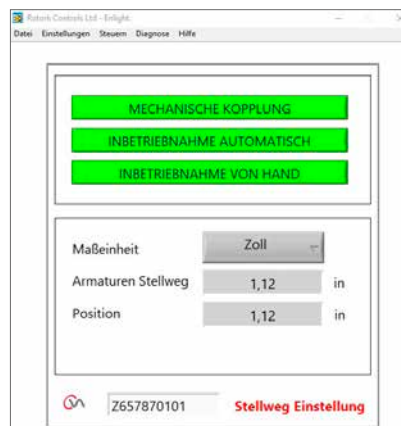 Rotork Controls Ltd - Enlight
Datei Einstellungen Steuern Diagnose Hilfe
MECHANISCHE KOPPLUNG
INBETRIEBNAHME AUTOMATISCH
INBETRIEBNAHME VON HAND
Maßeinheit Zoll
Armaturen Stellweg 1,12 in
Position 1,12 in
Z657870101 Stellweg Einstellung